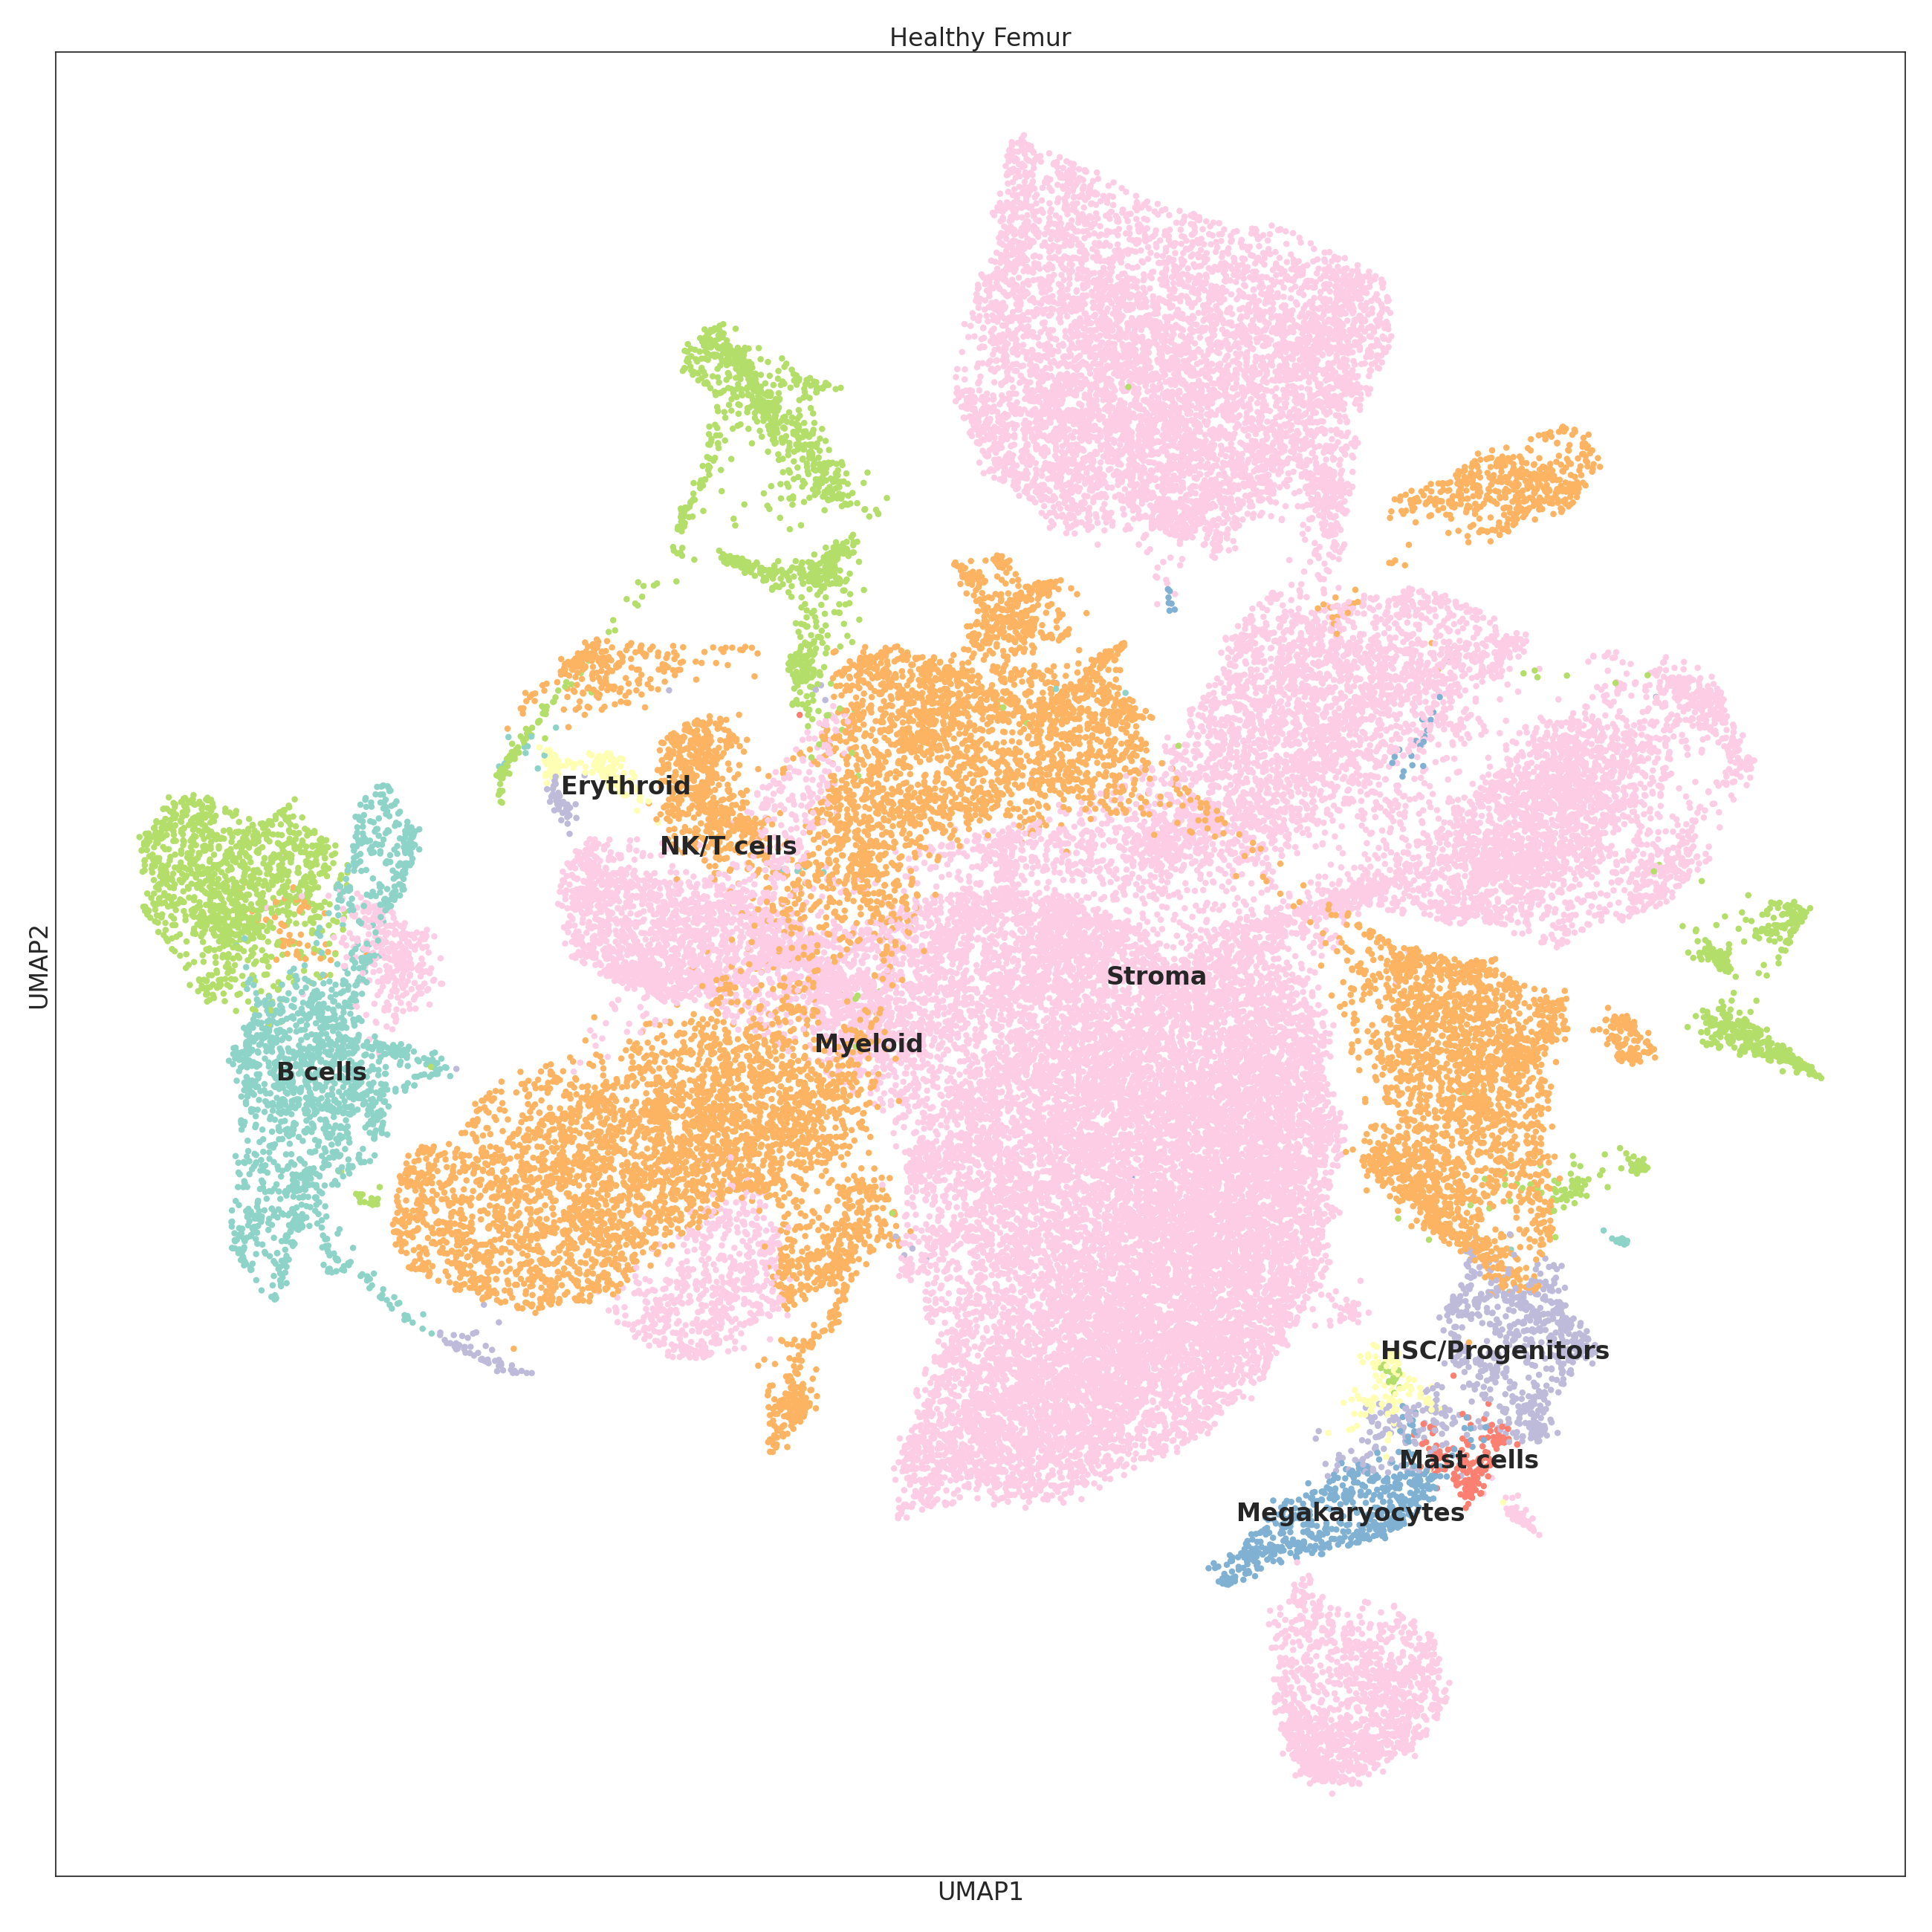 Healthy Femur
Erythroid
NK/T cells
Stroma
Myeloid
B cells
HSC/Progenitors
Mast cells
Megakaryocytes
UMAP2
UMAP1